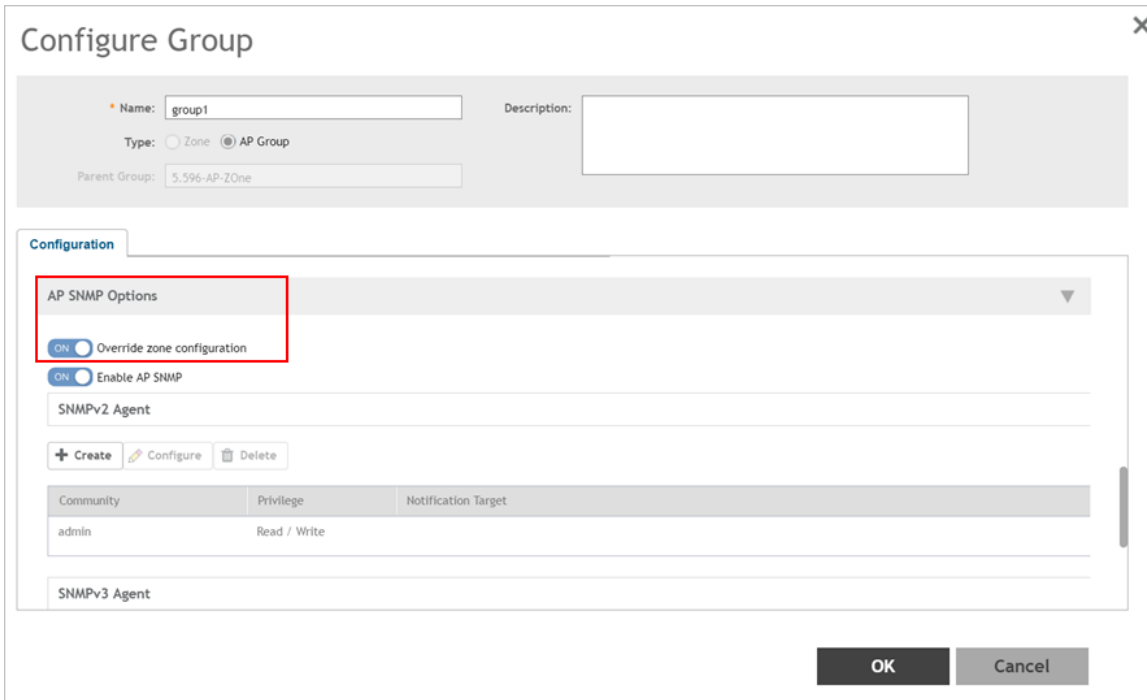 Configure Group
* Name: group1 Description:
Type: Zone AP Group
Parent Group: 5.596-AP-ZOne
Configuration
AP SNMP Options
ON Override zone configuration
ON Enable AP SNMP
SNMPv2 Agent
+ Create Configure Delete
Community Privilege Notification Target
admin Read / Write
SNMPv3 Agent
OK Cancel